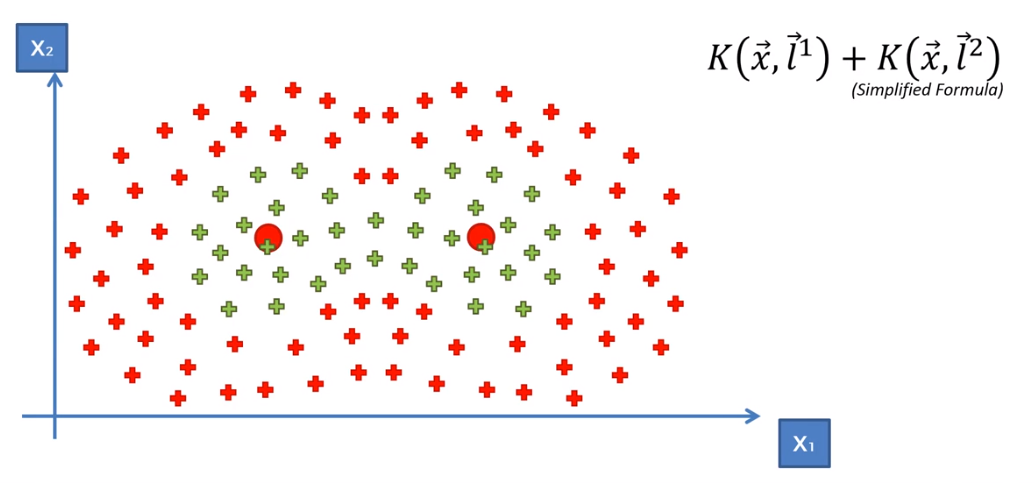 X₂
K(x⃗, l⃗¹) + K(x⃗, l⃗²)
(Simplified Formula)
X₁